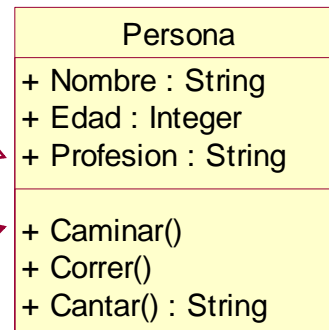 Persona
+ Nombre : String
+ Edad : Integer
+ Profesion : String
+ Caminar()
+ Correr()
+ Cantar() : String